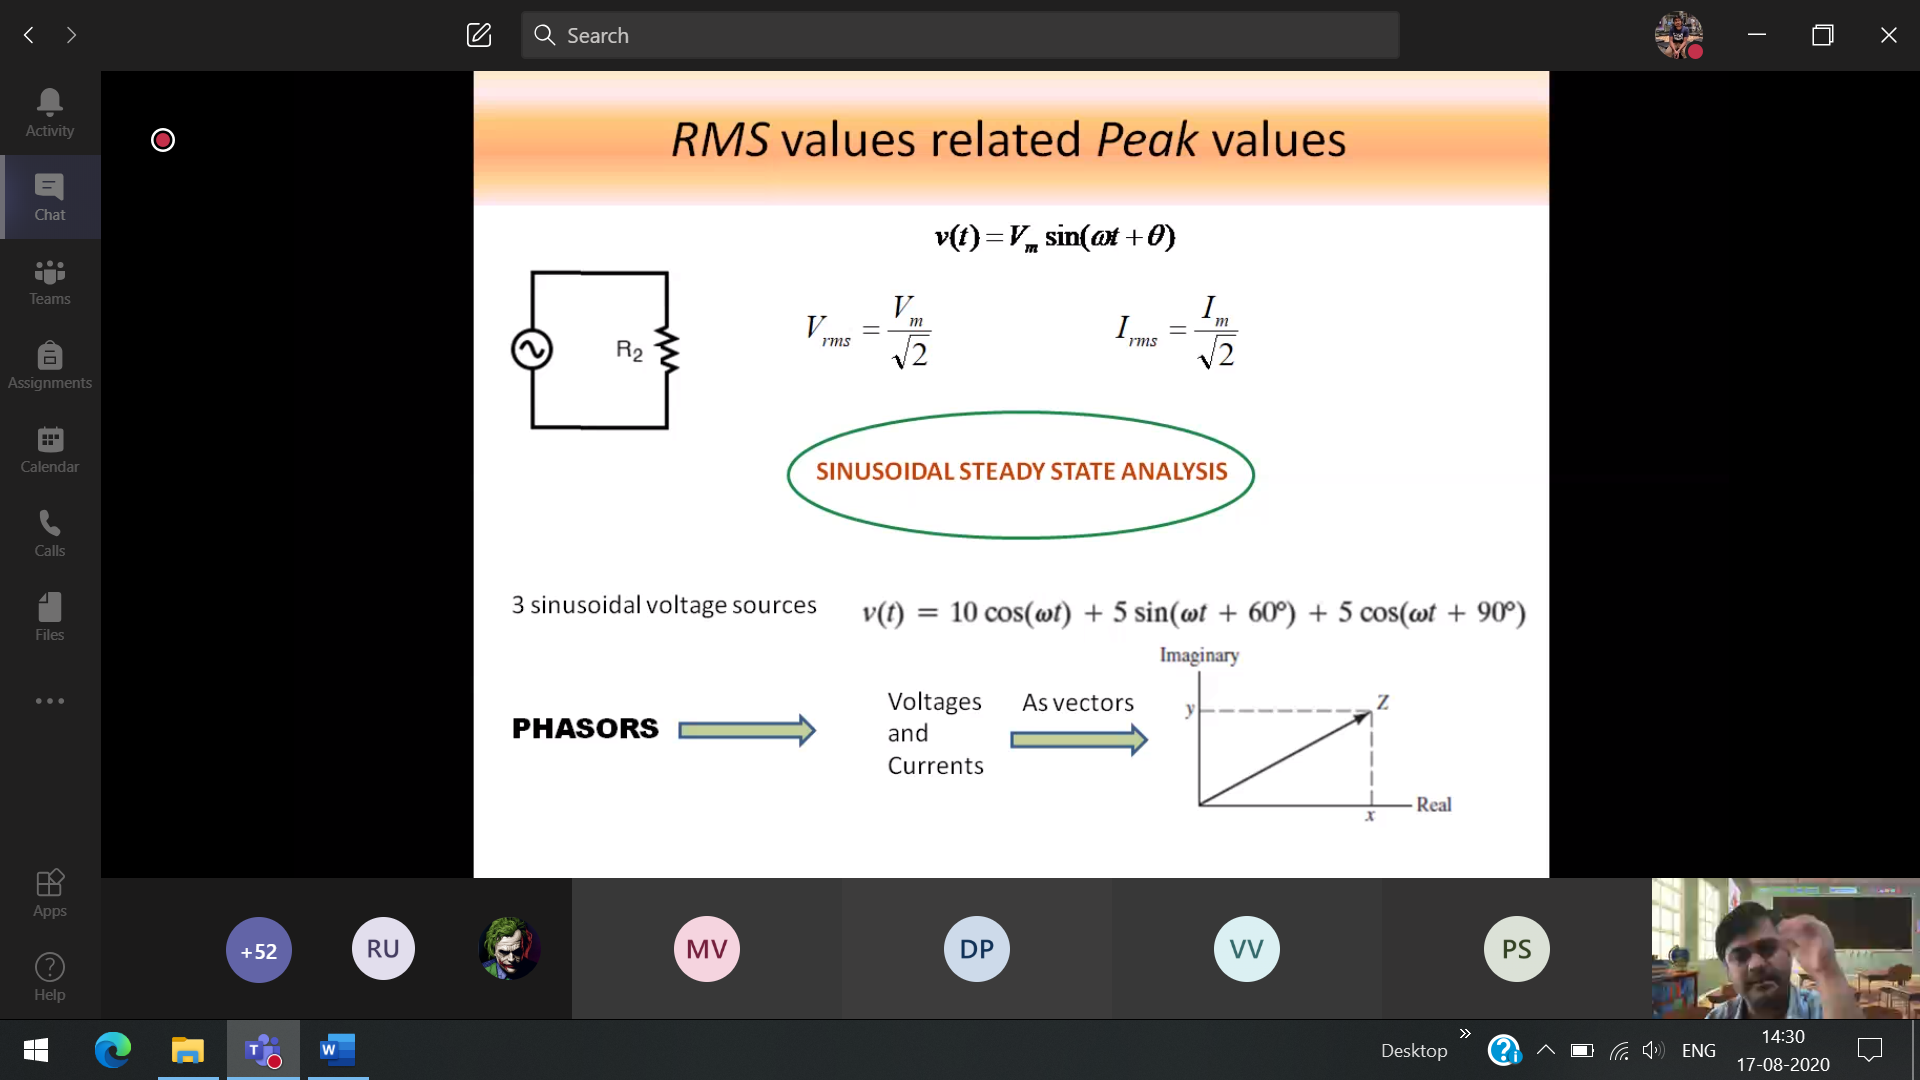 Search
Activity
Chat
Teams
Assignments
Calendar
Calls
Files
Apps
Help
RMS values related Peak values
v(t) = Vₘ sin(ωt + θ)
V_rms = Vₘ/√2
I_rms = Iₘ/√2
R₂
SINUSOIDAL STEADY STATE ANALYSIS
3 sinusoidal voltage sources
v(t) = 10 cos(ωt) + 5 sin(ωt + 60°) + 5 cos(ωt + 90°)
PHASORS
Voltages
and
Currents
As vectors
Imaginary
y
Z
Real
x
+52
RU
MV
DP
VV
PS
T
W
Desktop
ENG
14:30
17-08-2020